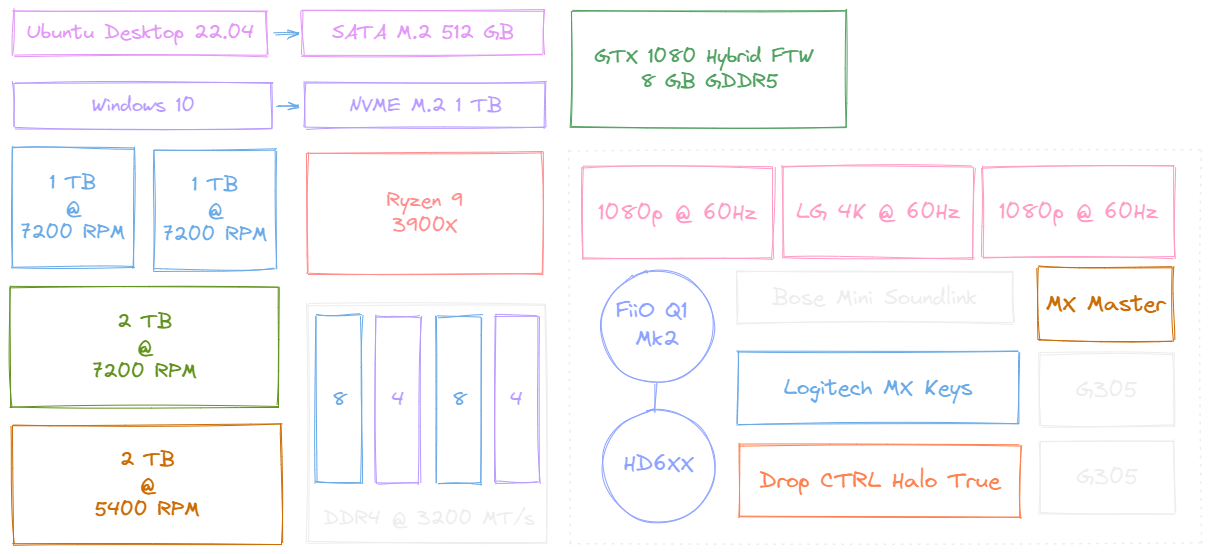 Ubuntu Desktop 22.04
SATA M.2 512 GB
GTX 1080 Hybrid FTW
8 GB GDDR5
Windows 10
NVME M.2 1 TB
1 TB
@
7200 RPM
1 TB
@
7200 RPM
Ryzen 9
3900X
1080p @ 60Hz
LG 4K @ 60Hz
1080p @ 60Hz
2 TB
@
7200 RPM
FiiO Q1
Mk2
Bose Mini Soundlink
MX Master
8
4
8
4
Logitech MX Keys
G305
2 TB
@
5400 RPM
DDR4 @ 3200 MT/s
HD6XX
Drop CTRL Halo True
G305